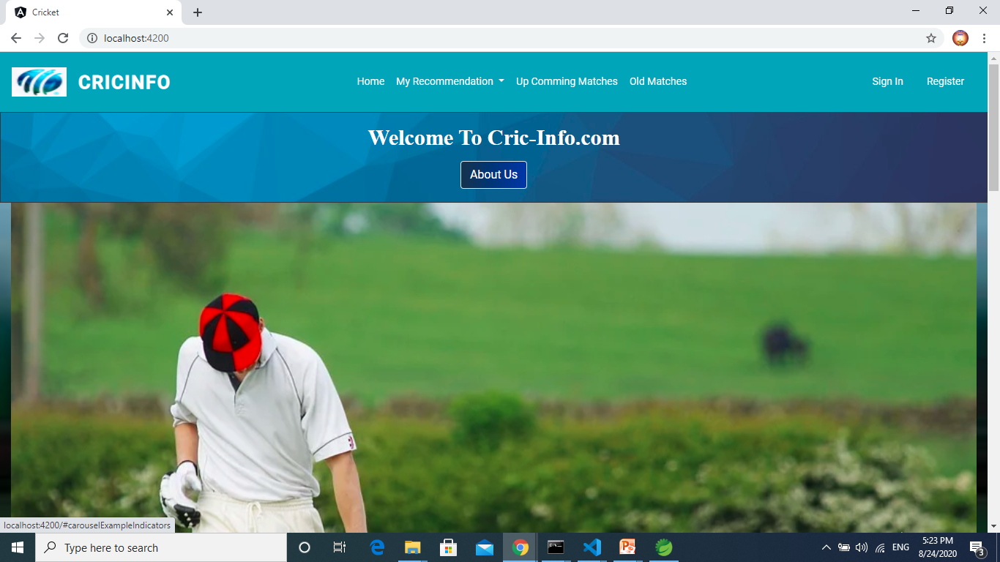 Cricket
localhost:4200
CRICINFO
Home My Recommendation Up Comming Matches Old Matches Sign In Register
Welcome To Cric-Info.com
About Us
localhost:4200/#carouselExampleIndicators
Type here to search
ENG
5:23 PM
8/24/2020
3